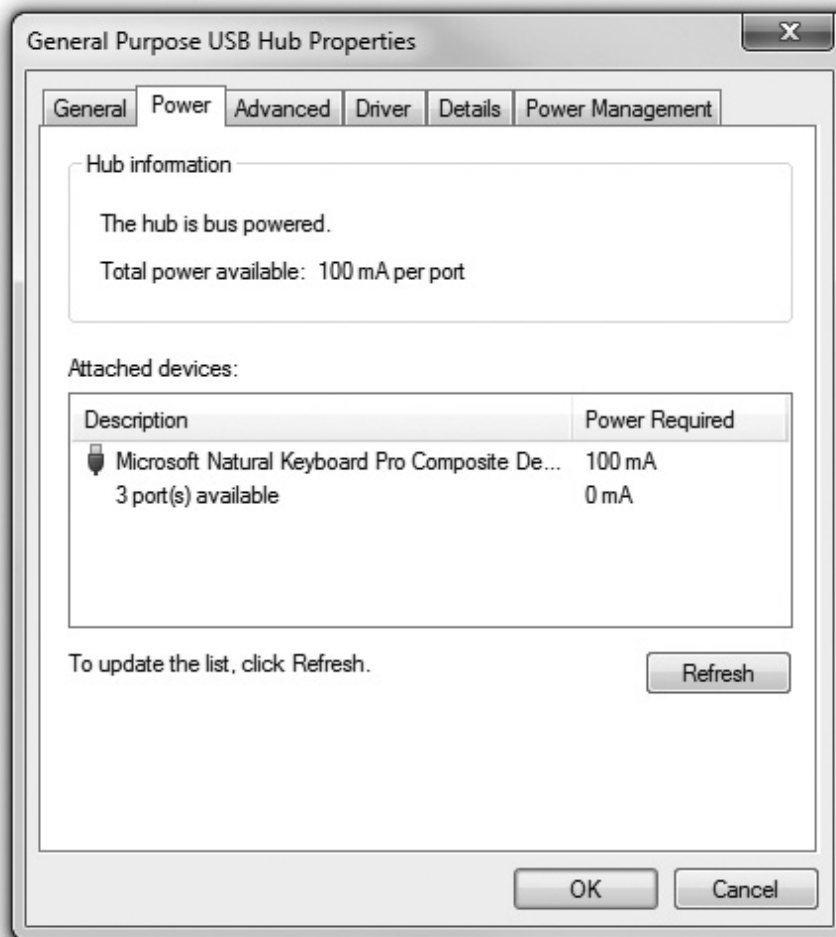 General Purpose USB Hub Properties
X
General Power Advanced Driver Details Power Management
Hub information
The hub is bus powered.
Total power available: 100 mA per port
Attached devices:
Description Power Required
Microsoft Natural Keyboard Pro Composite De... 100 mA
3 port(s) available 0 mA
To update the list, click Refresh.
Refresh
OK Cancel